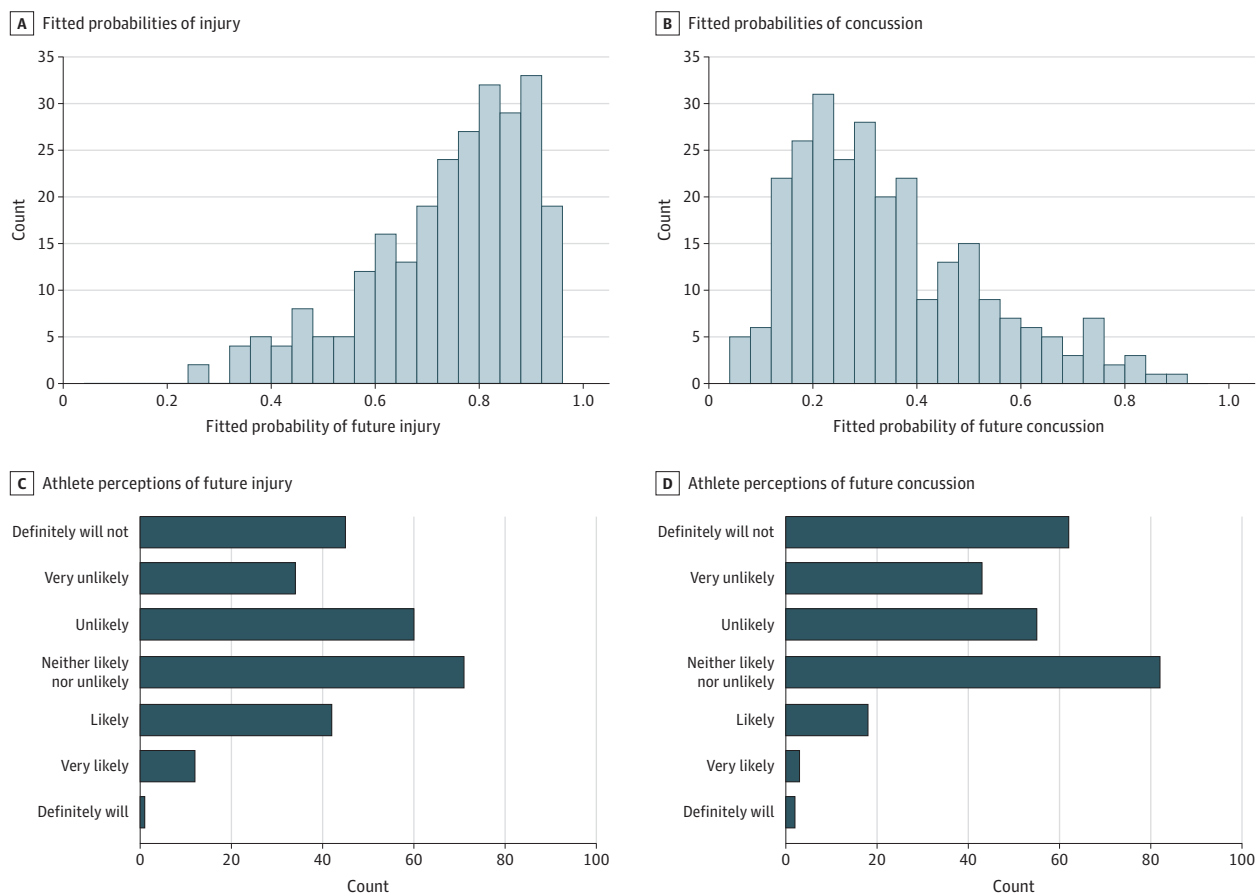 A Fitted probabilities of injury
35
30
25
20
15
10
5
0
Count
0 0.2 0.4 0.6 0.8 1.0
Fitted probability of future injury
B Fitted probabilities of concussion
35
30
25
20
15
10
5
0
Count
0 0.2 0.4 0.6 0.8 1.0
Fitted probability of future concussion
C Athlete perceptions of future injury
Definitely will not
Very unlikely
Unlikely
Neither likely
nor unlikely
Likely
Very likely
Definitely will
0 20 40 60 80 100
Count
D Athlete perceptions of future concussion
Definitely will not
Very unlikely
Unlikely
Neither likely
nor unlikely
Likely
Very likely
Definitely will
0 20 40 60 80 100
Count